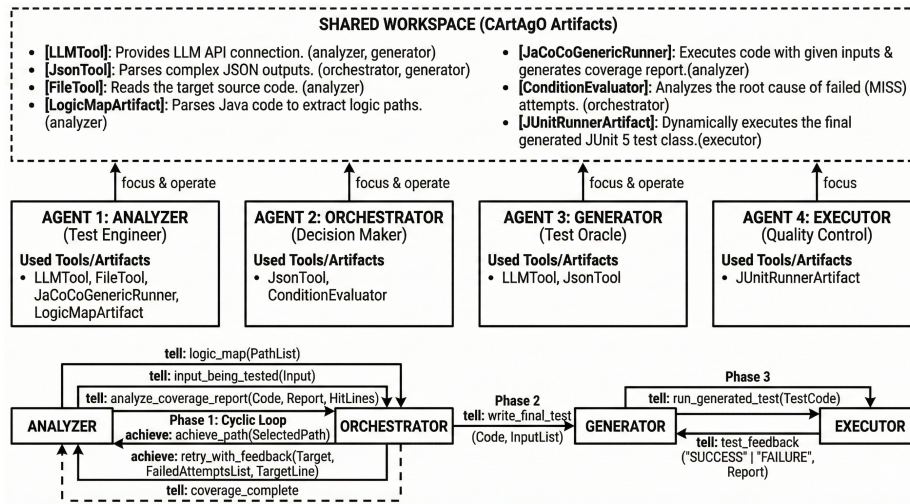 SHARED WORKSPACE (CArtAgO Artifacts)
• [LLMTool]: Provides LLM API connection. (analyzer, generator)
• [JsonTool]: Parses complex JSON outputs. (orchestrator, generator)
• [FileTool]: Reads the target source code. (analyzer)
• [LogicMapArtifact]: Parses Java code to extract logic paths.
(analyzer)
• [JaCoCoGenericRunner]: Executes code with given inputs &
generates coverage report.(analyzer)
• [ConditionEvaluator]: Analyzes the root cause of failed (MISS)
attempts. (orchestrator)
• [JUnitRunnerArtifact]: Dynamically executes the final
generated JUnit 5 test class.(executor)
focus & operate
focus & operate
focus & operate
focus
AGENT 1: ANALYZER
(Test Engineer)
Used Tools/Artifacts
• LLMTool, FileTool,
JaCoCoGenericRunner,
LogicMapArtifact
AGENT 2: ORCHESTRATOR
(Decision Maker)
Used Tools/Artifacts
• JsonTool,
ConditionEvaluator
AGENT 3: GENERATOR
(Test Oracle)
Used Tools/Artifacts
• LLMTool, JsonTool
AGENT 4: EXECUTOR
(Quality Control)
Used Tools/Artifacts
• JUnitRunnerArtifact
tell: logic_map(PathList)
tell: input_being_tested(Input)
tell: analyze_coverage_report(Code, Report, HitLines)
ANALYZER
Phase 1: Cyclic Loop
achieve: achieve_path(SelectedPath)
ORCHESTRATOR
achieve: retry_with_feedback(Target,
FailedAttemptsList, TargetLine)
tell: coverage_complete
Phase 2
tell: write_final_test
(Code, InputList)
GENERATOR
Phase 3
tell: run_generated_test(TestCode)
EXECUTOR
tell: test_feedback
("SUCCESS" | "FAILURE",
Report)